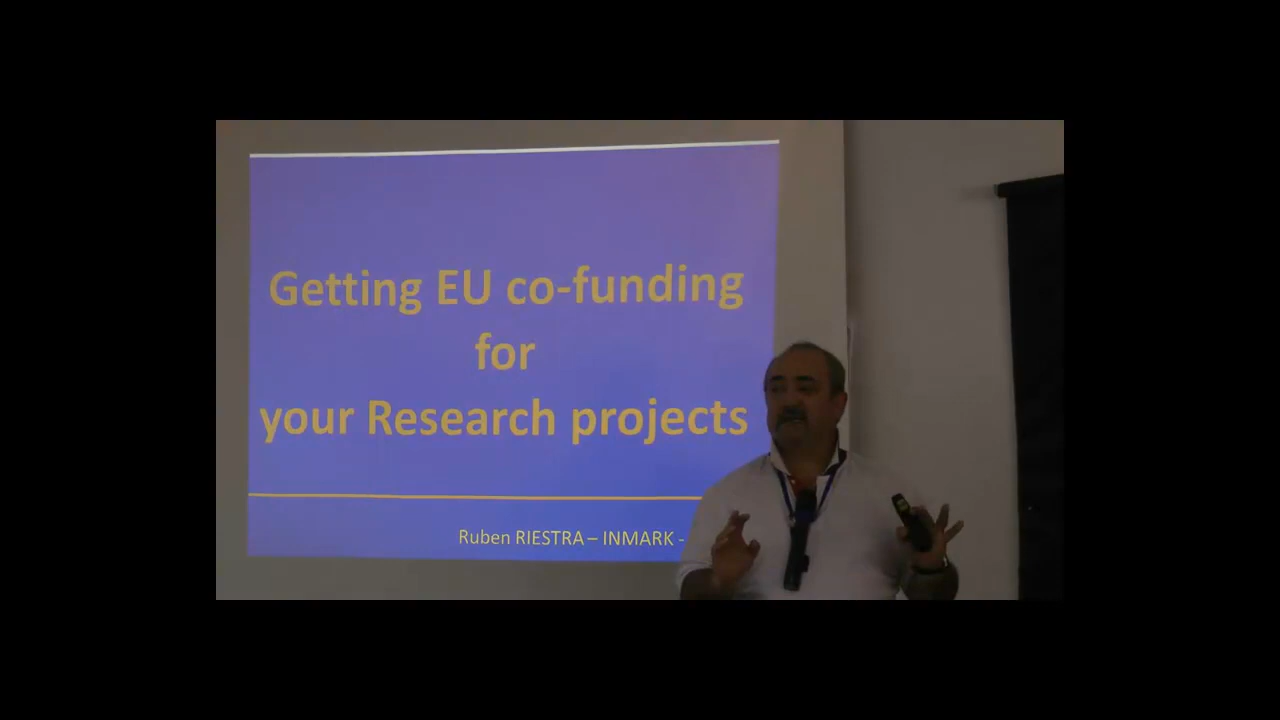 Getting EU co-funding
for
your Research projects
Ruben RIESTRA – INMARK -